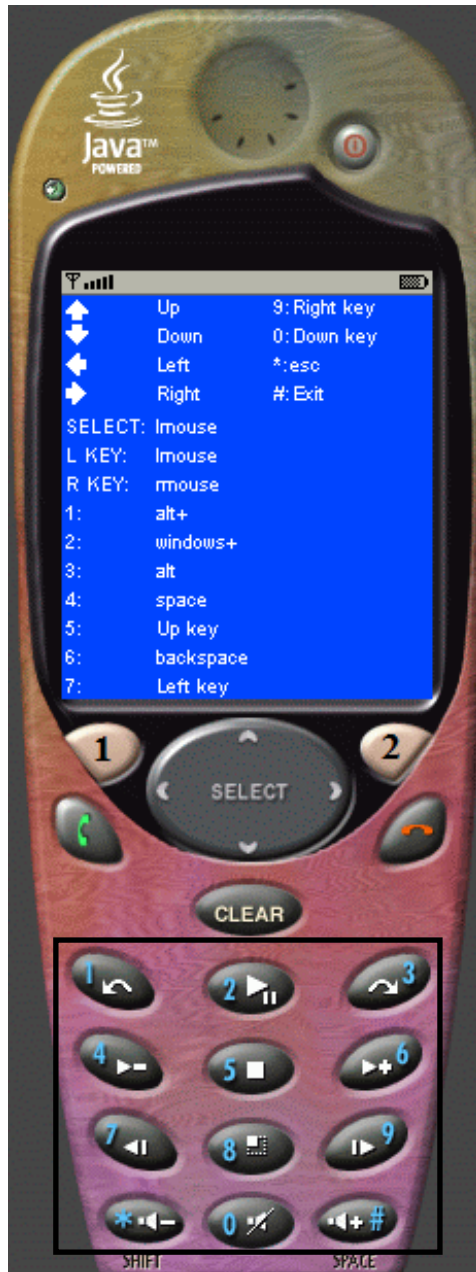 Java™
POWERED
Up 9: Right key
Down 0: Down key
Left *:esc
Right #: Exit
SELECT: lmouse
L KEY: lmouse
R KEY: rmouse
1: alt+
2: windows+
3: alt
4: space
5: Up key
6: backspace
7: Left key
1 2
SELECT
CLEAR
1 2 3
4 5 6
7 8 9
* 0 #
SHIFT SPACE